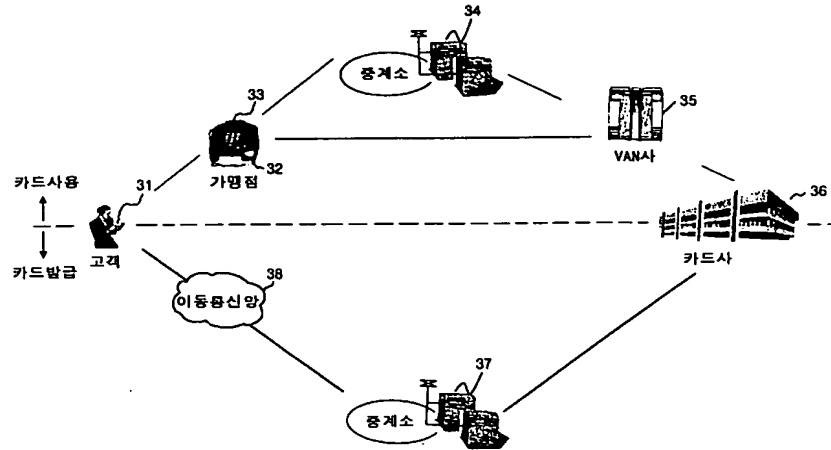 34
중계소
33
35
32
가맹점
VAN사
31
카드사용
36
고객
카드사
카드발급
38
이동통신망
37
중계소